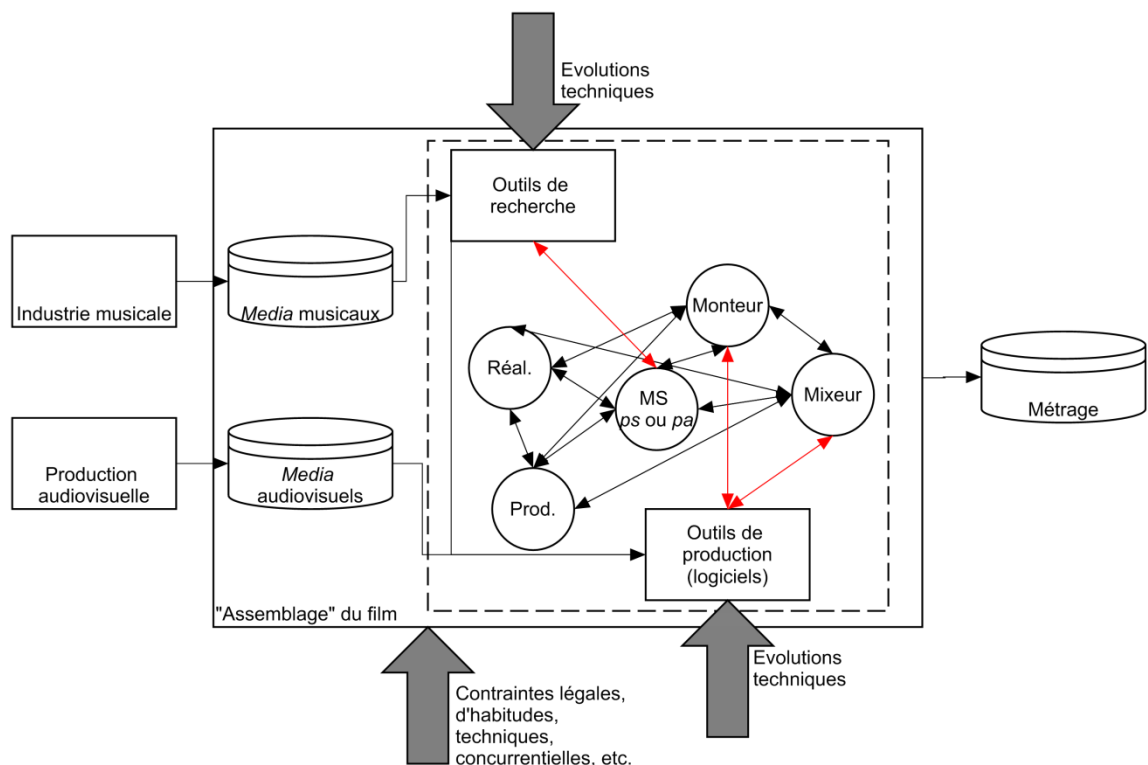 Evolutions
techniques
Outils de
recherche
Industrie musicale
Media musicaux
Monteur
Réal.
MS
ps ou pa
Mixeur
Métrage
Production
audiovisuelle
Media
audiovisuels
Prod.
Outils de
production
(logiciels)
"Assemblage" du film
Evolutions
techniques
Contraintes légales,
d'habitudes,
techniques,
concurrentielles, etc.